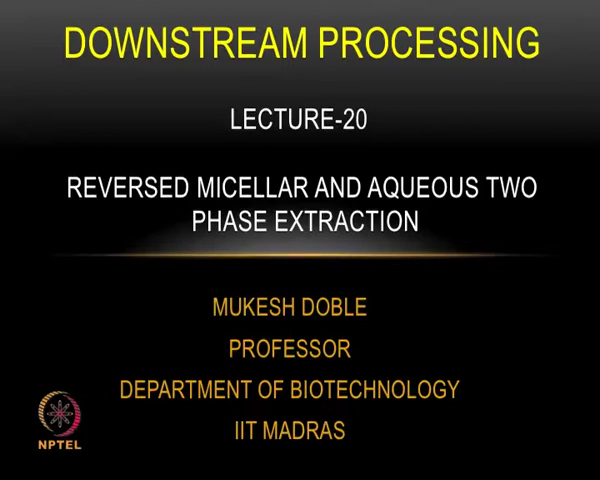 DOWNSTREAM PROCESSING
LECTURE-20
REVERSED MICELLAR AND AQUEOUS TWO
PHASE EXTRACTION
MUKESH DOBLE
PROFESSOR
DEPARTMENT OF BIOTECHNOLOGY
IIT MADRAS
NPTEL